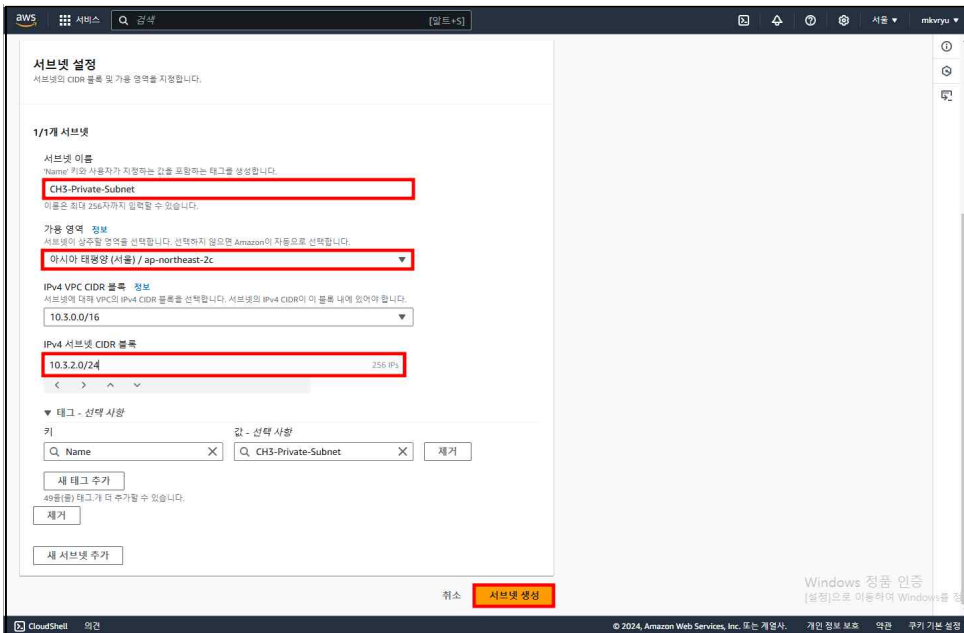 aws 서비스 검색 [알트+S] 서울 ▼ mkvryu ▼
서브넷 설정
서브넷의 CIDR 블록 및 가용 영역을 지정합니다.
1/1개 서브넷
서브넷 이름
'Name' 키와 사용자가 지정하는 값을 포함하는 태그를 생성합니다.
CH3-Private-Subnet
이름은 최대 256자까지 입력할 수 있습니다.
가용 영역 정보
서브넷이 상주할 영역을 선택합니다. 선택하지 않으면 Amazon이 자동으로 선택합니다.
아시아 태평양 (서울) / ap-northeast-2c
IPv4 VPC CIDR 블록 정보
서브넷에 대해 VPC의 IPv4 CIDR 블록을 선택합니다. 서브넷의 IPv4 CIDR이 이 블록 내에 있어야 합니다.
10.3.0.0/16
IPv4 서브넷 CIDR 블록
10.3.2.0/24 256 IPs
▼ 태그 - 선택 사항
키 값 - 선택 사항
Name CH3-Private-Subnet 제거
새 태그 추가
49을(를) 태그.개 더 추가할 수 있습니다.
제거
새 서브넷 추가
취소 서브넷 생성
Windows 정품 인증
[설정]으로 이동하여 Windows를 정
CloudShell 의견 © 2024, Amazon Web Services, Inc. 또는 계열사. 개인 정보 보호 약관 쿠키 기본 설정